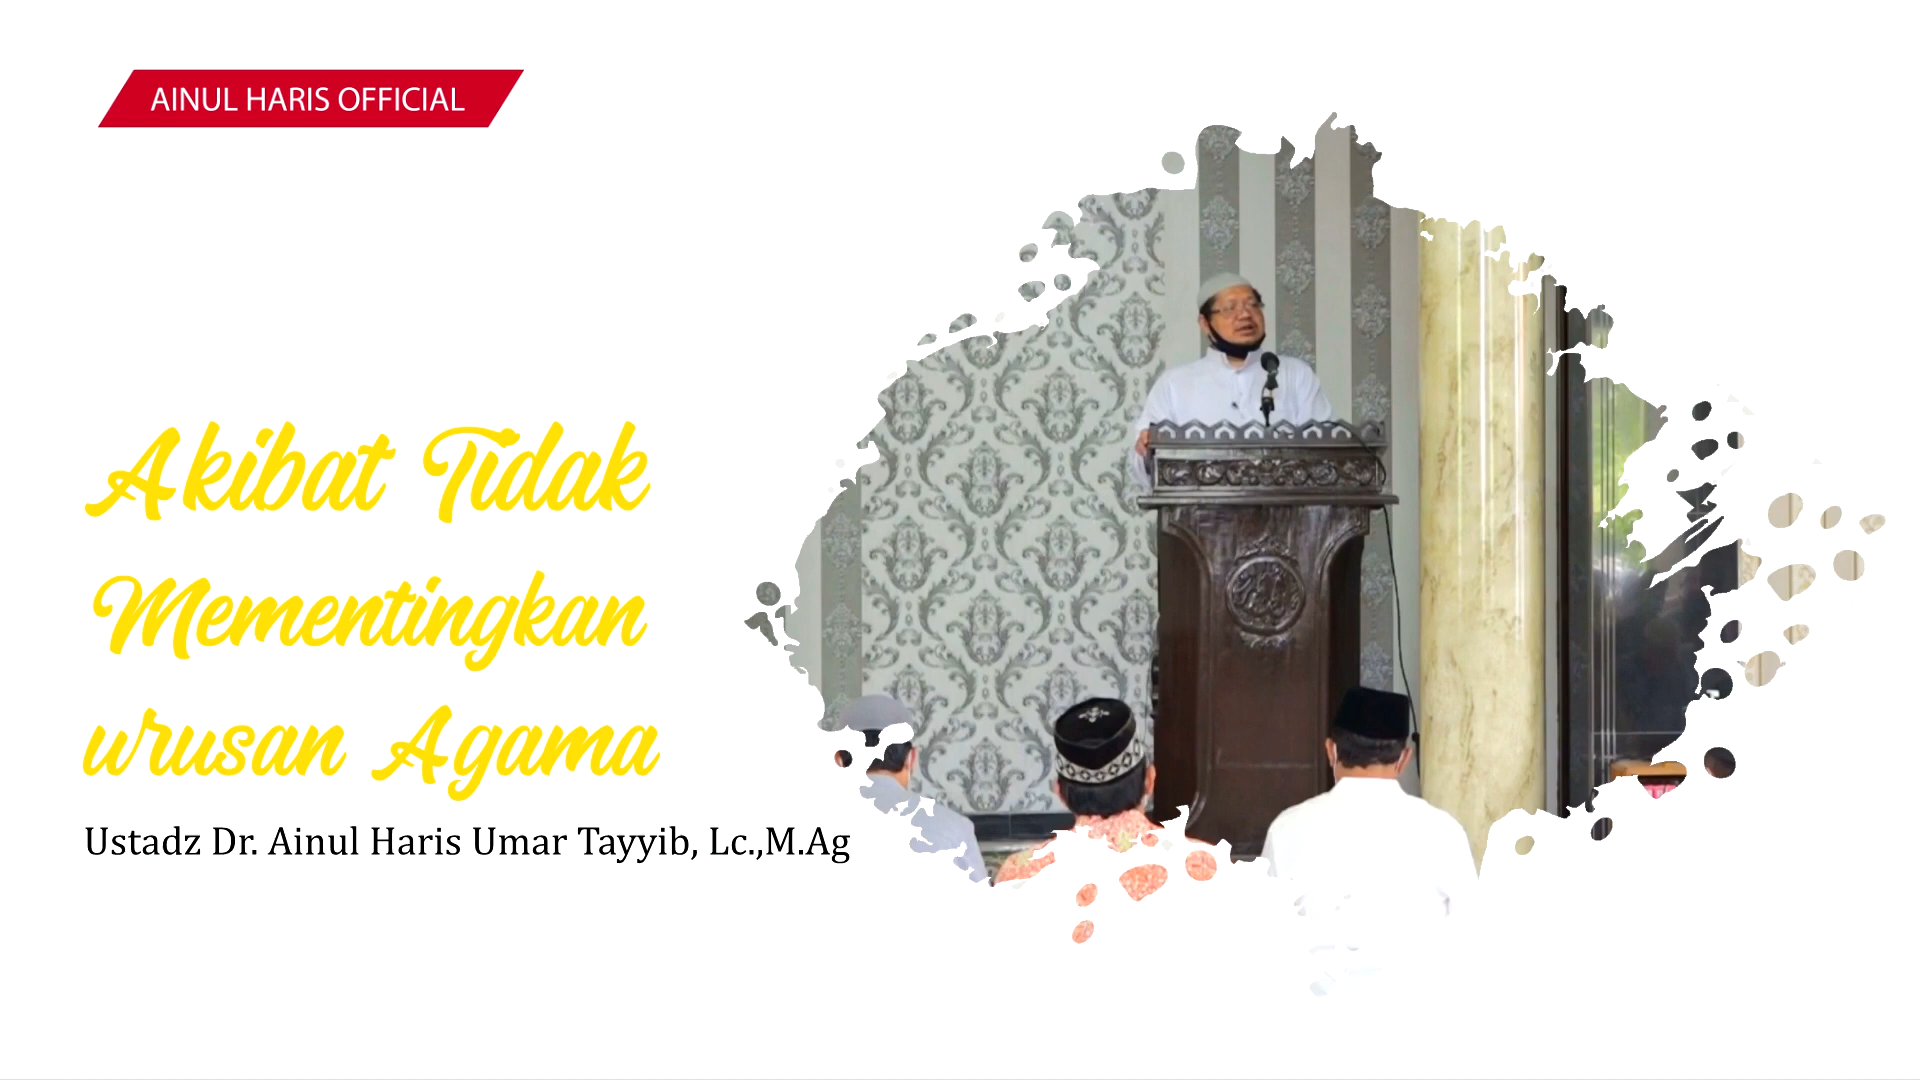 AINUL HARIS OFFICIAL
Akibat Tidak
Mementingkan
urusan Agama
Ustadz Dr. Ainul Haris Umar Tayyib, Lc.,M.Ag